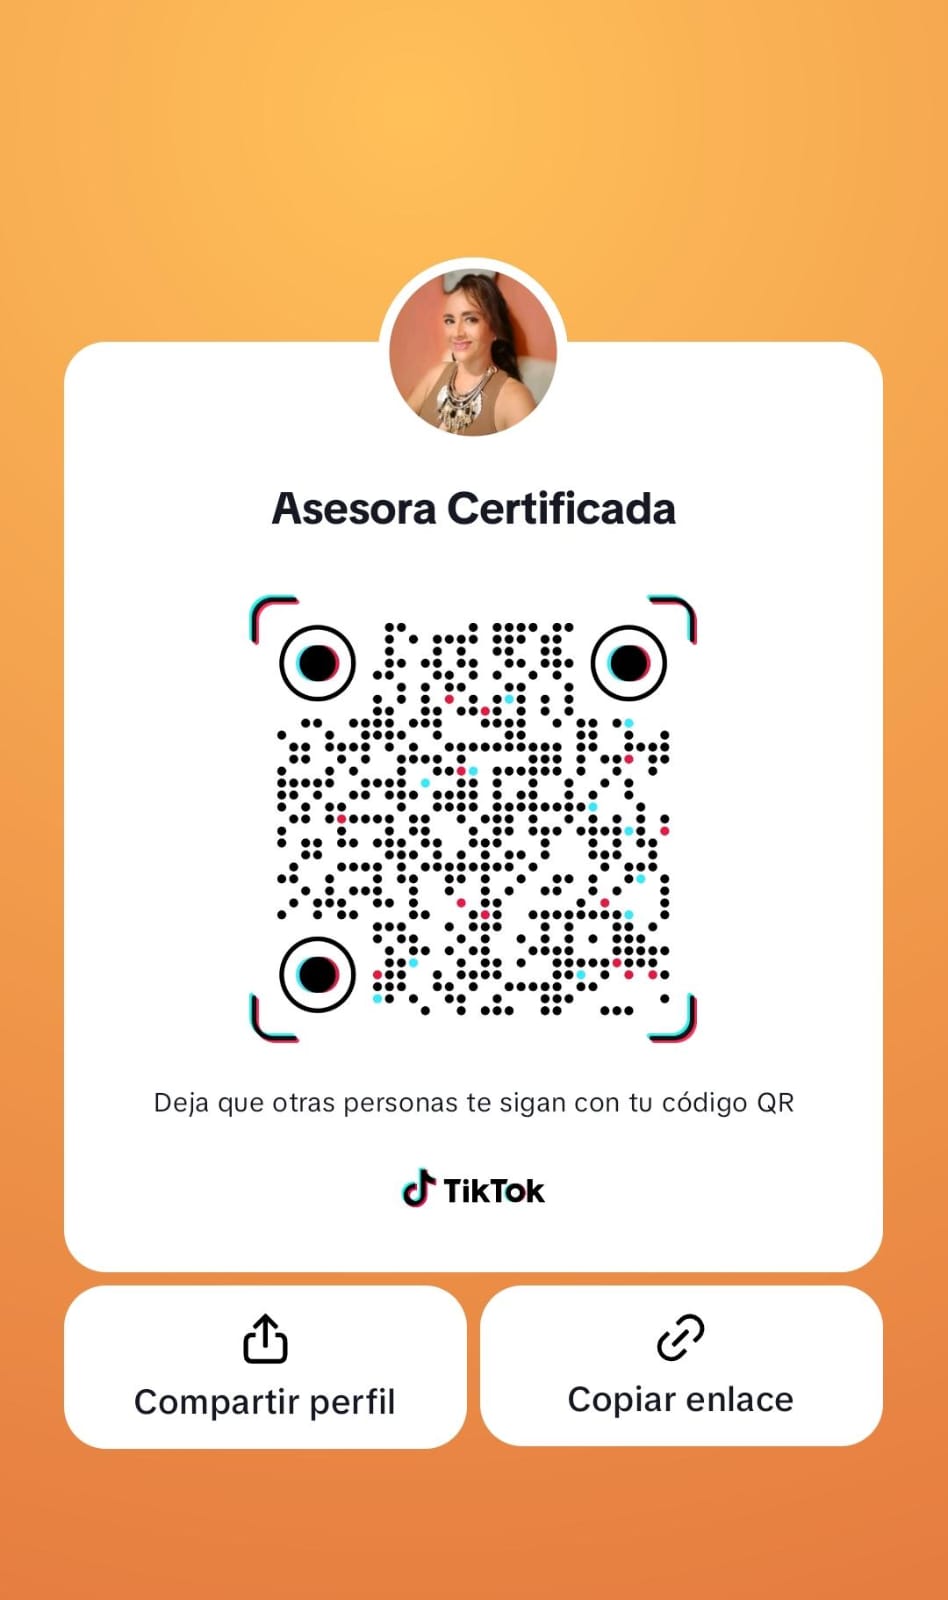 Asesora Certificada
Deja que otras personas te sigan con tu código QR
TikTok
Compartir perfil
Copiar enlace